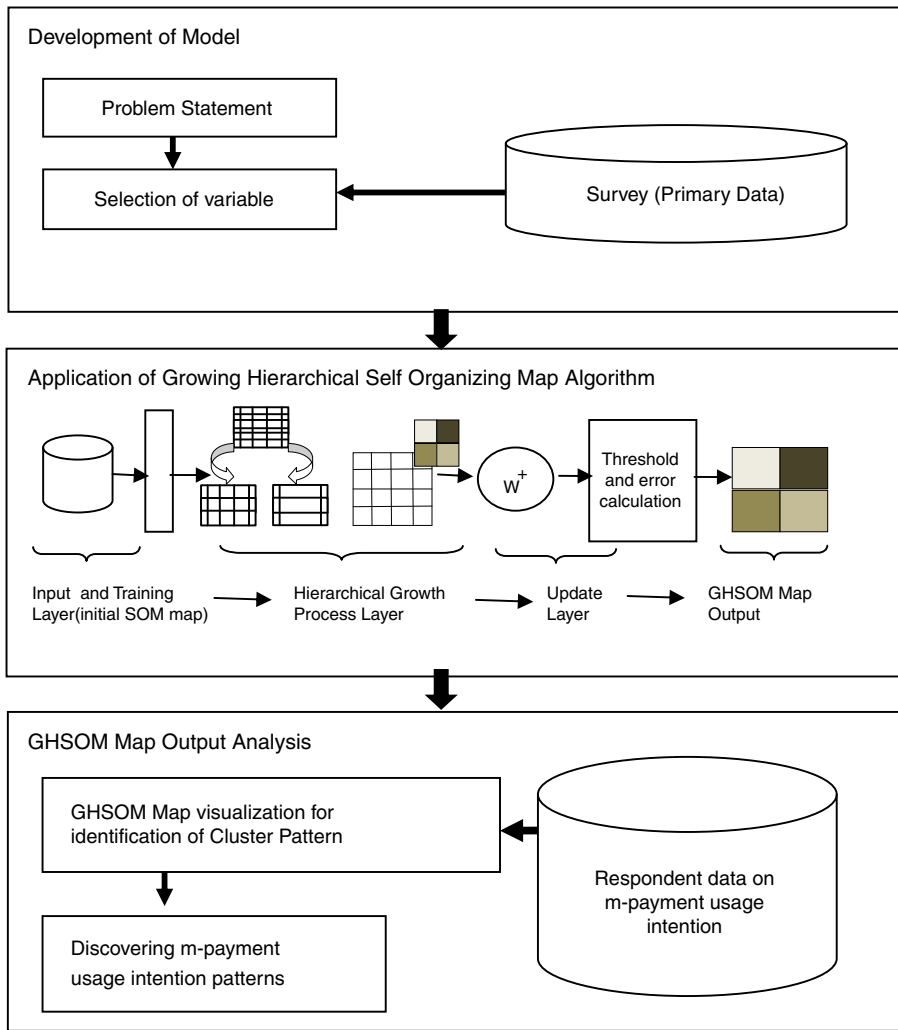 Development of Model
Problem Statement
Selection of variable
Survey (Primary Data)
Application of Growing Hierarchical Self Organizing Map Algorithm
W+
Threshold
and error
calculation
Input and Training
Layer(initial SOM map)
Hierarchical Growth
Process Layer
Update
Layer
GHSOM Map
Output
GHSOM Map Output Analysis
GHSOM Map visualization for
identification of Cluster Pattern
Respondent data on
m-payment usage
intention
Discovering m-payment
usage intention patterns